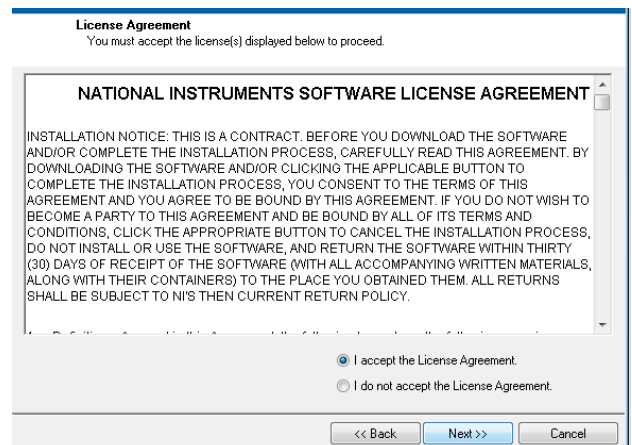 License Agreement
You must accept the license(s) displayed below to proceed.
NATIONAL INSTRUMENTS SOFTWARE LICENSE AGREEMENT
INSTALLATION NOTICE: THIS IS A CONTRACT. BEFORE YOU DOWNLOAD THE SOFTWARE
AND/OR COMPLETE THE INSTALLATION PROCESS, CAREFULLY READ THIS AGREEMENT. BY
DOWNLOADING THE SOFTWARE AND/OR CLICKING THE APPLICABLE BUTTON TO
COMPLETE THE INSTALLATION PROCESS, YOU CONSENT TO THE TERMS OF THIS
AGREEMENT AND YOU AGREE TO BE BOUND BY THIS AGREEMENT. IF YOU DO NOT WISH TO
BECOME A PARTY TO THIS AGREEMENT AND BE BOUND BY ALL OF ITS TERMS AND
CONDITIONS, CLICK THE APPROPRIATE BUTTON TO CANCEL THE INSTALLATION PROCESS,
DO NOT INSTALL OR USE THE SOFTWARE, AND RETURN THE SOFTWARE WITHIN THIRTY
(30) DAYS OF RECEIPT OF THE SOFTWARE (WITH ALL ACCOMPANYING WRITTEN MATERIALS,
ALONG WITH THEIR CONTAINERS) TO THE PLACE YOU OBTAINED THEM. ALL RETURNS
SHALL BE SUBJECT TO NI'S THEN CURRENT RETURN POLICY.
I accept the License Agreement.
I do not accept the License Agreement.
<< Back
Next >>
Cancel